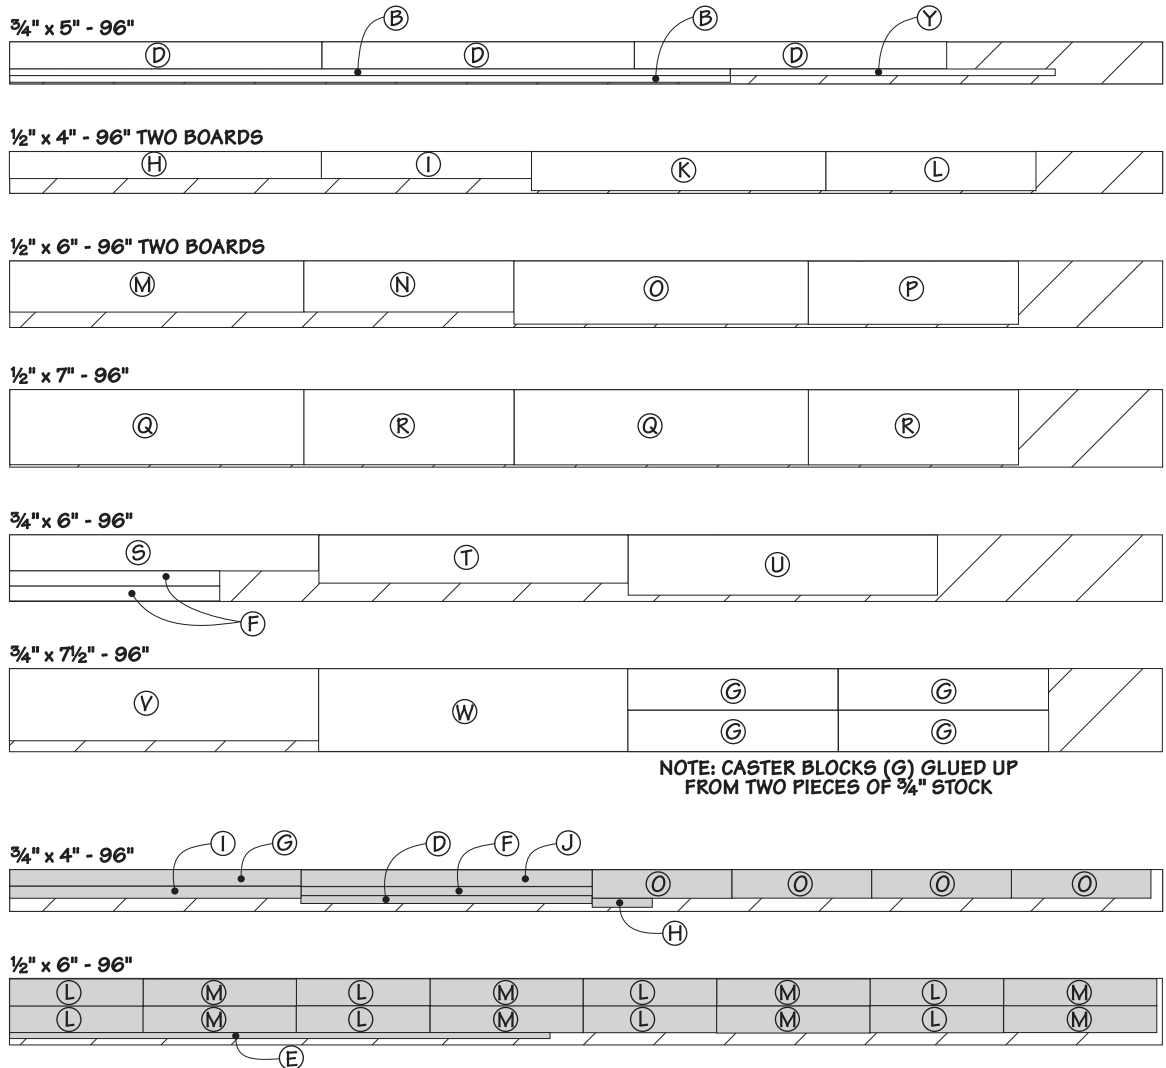 ¾" x 5" - 96"
B B Y
D D D
½" x 4" - 96" TWO BOARDS
H I K L
½" x 6" - 96" TWO BOARDS
M N O P
½" x 7" - 96"
Q R Q R
¾" x 6" - 96"
S T U
F
¾" x 7½" - 96"
V W G G
G G
NOTE: CASTER BLOCKS (G) GLUED UP
FROM TWO PIECES OF ¾" STOCK
¾" x 4" - 96"
I G D F J
O O O O
H
½" x 6" - 96"
L M L M L M L M
L M L M L M L M
E